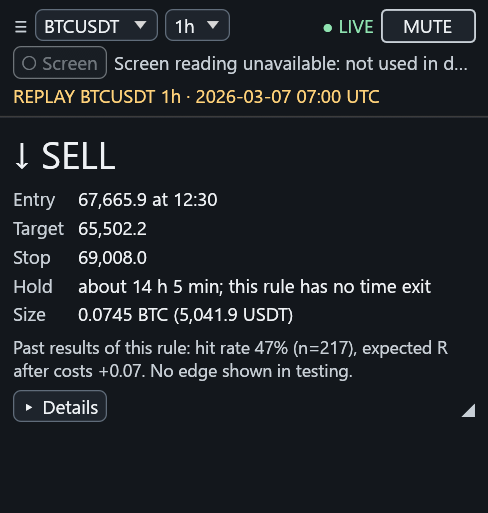 ☰ BTCUSDT ▼ 1h ▼ ● LIVE MUTE
Screen Screen reading unavailable: not used in d...
REPLAY BTCUSDT 1h · 2026-03-07 07:00 UTC
↓ SELL
Entry 67,665.9 at 12:30
Target 65,502.2
Stop 69,008.0
Hold about 14 h 5 min; this rule has no time exit
Size 0.0745 BTC (5,041.9 USDT)
Past results of this rule: hit rate 47% (n=217), expected R
after costs +0.07. No edge shown in testing.
▸ Details